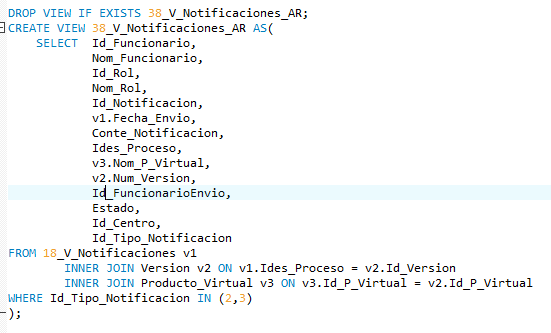 DROP VIEW IF EXISTS 38_V_Notificaciones_AR;
CREATE VIEW 38_V_Notificaciones_AR AS(
SELECT Id_Funcionario,
Nom_Funcionario,
Id_Rol,
Nom_Rol,
Id_Notificacion,
v1.Fecha_Envio,
Conte_Notificacion,
Ides_Proceso,
v3.Nom_P_Virtual,
v2.Num_Version,
Id_FuncionarioEnvio,
Estado,
Id_Centro,
Id_Tipo_Notificacion
FROM 18_V_Notificaciones v1
INNER JOIN Version v2 ON v1.Ides_Proceso = v2.Id_Version
INNER JOIN Producto_Virtual v3 ON v3.Id_P_Virtual = v2.Id_P_Virtual
WHERE Id_Tipo_Notificacion IN (2,3)
);